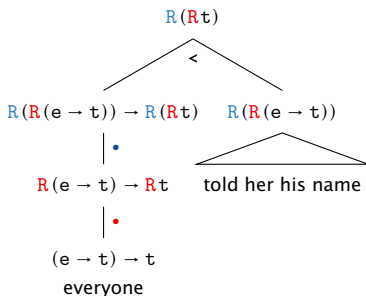 R(Rt)
<
R(R(e → t)) → R(Rt) R(R(e → t))
•
R(e → t) → Rt told her his name
•
(e → t) → t
everyone